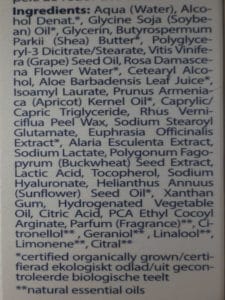 Ingredients: Aqua (Water), Alco-
hol Denat.*, Glycine Soja (Soybe-
an) Oil*, Glycerin, Butyrospermum
Parkii (Shea) Butter*, Polyglyce-
ryl-3 Dicitrate/Stearate, Vitis Vinife-
ra (Grape) Seed Oil, Rosa Damasce-
na Flower Water*, Cetearyl Alco-
hol, Aloe Barbadensis Leaf Juice*,
Isoamyl Laurate, Prunus Armenia-
ca (Apricot) Kernel Oil*, Caprylic/
Capric Triglyceride, Rhus Verni-
ciflua Peel Wax, Sodium Stearoyl
Glutamate, Euphrasia Officinalis
Extract*, Alaria Esculenta Extract,
Sodium Lactate, Polygonum Fago-
pyrum (Buckwheat) Seed Extract,
Lactic Acid, Tocopherol, Sodium
Hyaluronate, Helianthus Annuus
(Sunflower) Seed Oil*, Xanthan
Gum, Hydrogenated Vegetable
Oil, Citric Acid, PCA Ethyl Cocoyl
Arginate, Parfum (Fragrance)**, Ci-
tronellol**, Geraniol**, Linalool**,
Limonene**, Citral**
*certified organically grown/certi-
fierad ekologiskt odlad/uit gecon-
troleerde biologische teelt
**natural essential oils